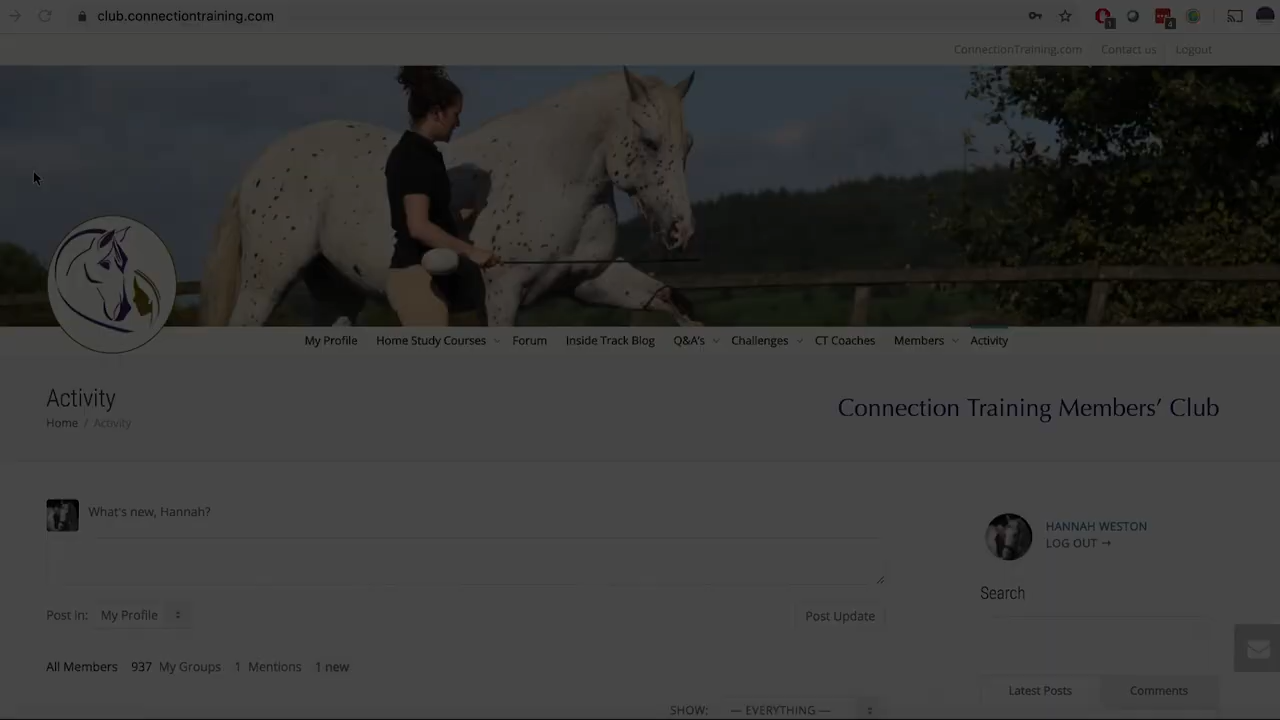 club.connectiontraining.com
1
4
ConnectionTraining.com Contact us Logout
My Profile Home Study Courses Forum Inside Track Blog Q&A's Challenges CT Coaches Members Activity
Activity
Home / Activity
Connection Training Members' Club
What's new, Hannah?
HANNAH WESTON
LOG OUT →
Search
Post in: My Profile
Post Update
All Members 937 My Groups 1 Mentions 1 new
Latest Posts Comments
SHOW: — EVERYTHING —